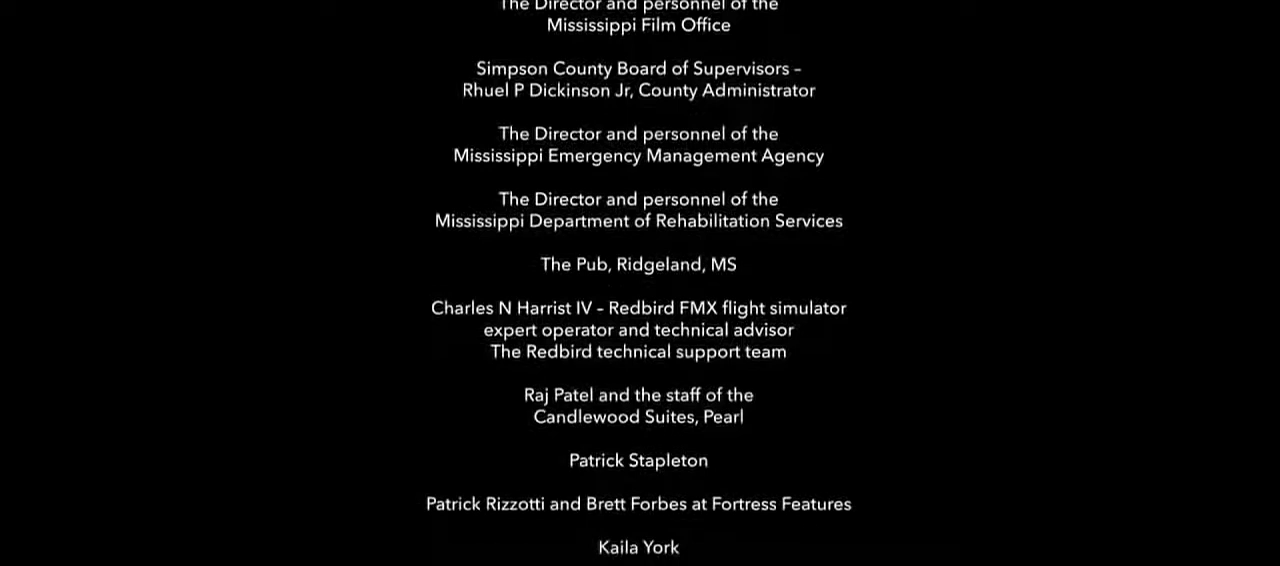 The Director and personnel of the
Mississippi Film Office
Simpson County Board of Supervisors –
Rhuel P Dickinson Jr, County Administrator
The Director and personnel of the
Mississippi Emergency Management Agency
The Director and personnel of the
Mississippi Department of Rehabilitation Services
The Pub, Ridgeland, MS
Charles N Harrist IV – Redbird FMX flight simulator
expert operator and technical advisor
The Redbird technical support team
Raj Patel and the staff of the
Candlewood Suites, Pearl
Patrick Stapleton
Patrick Rizzotti and Brett Forbes at Fortress Features
Kaila York